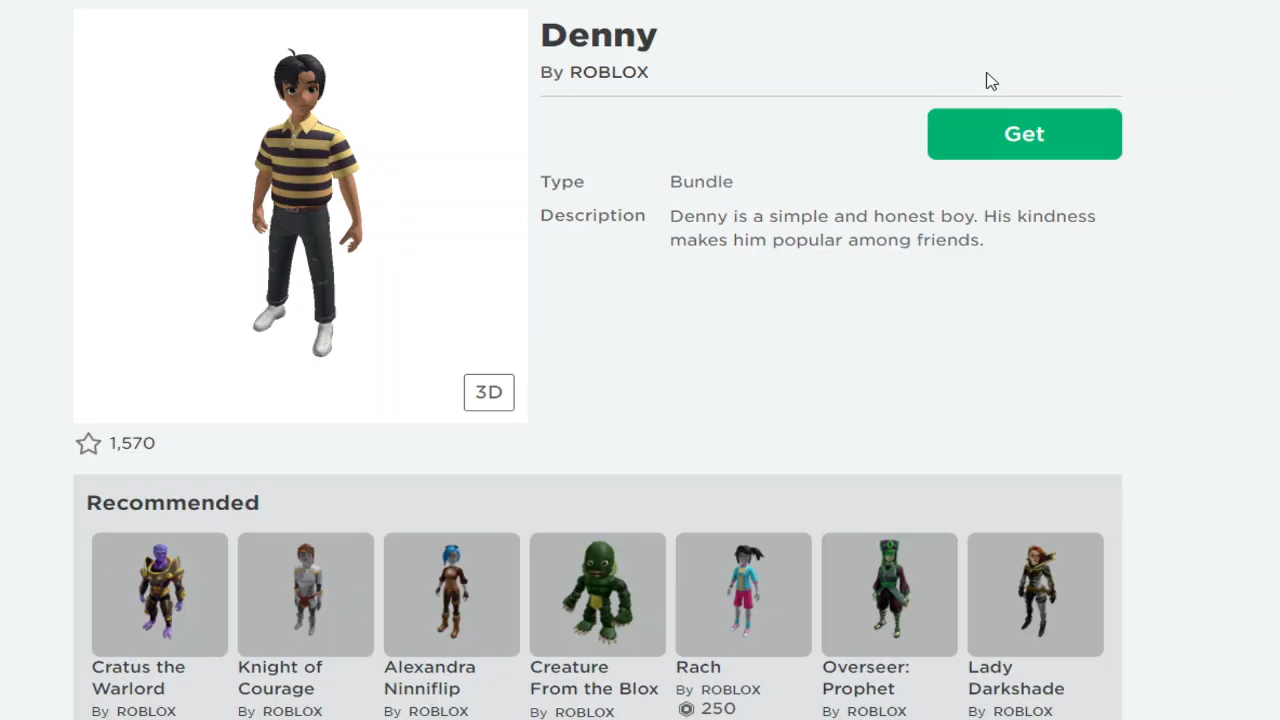 Denny
By ROBLOX
Get
Type Bundle
Description Denny is a simple and honest boy. His kindness
makes him popular among friends.
3D
1,570
Recommended
Cratus the
Warlord
By ROBLOX
Knight of
Courage
By ROBLOX
Alexandra
Ninniflip
By ROBLOX
Creature
From the Blox
By ROBLOX
Rach
By ROBLOX
250
Overseer:
Prophet
By ROBLOX
Lady
Darkshade
By ROBLOX